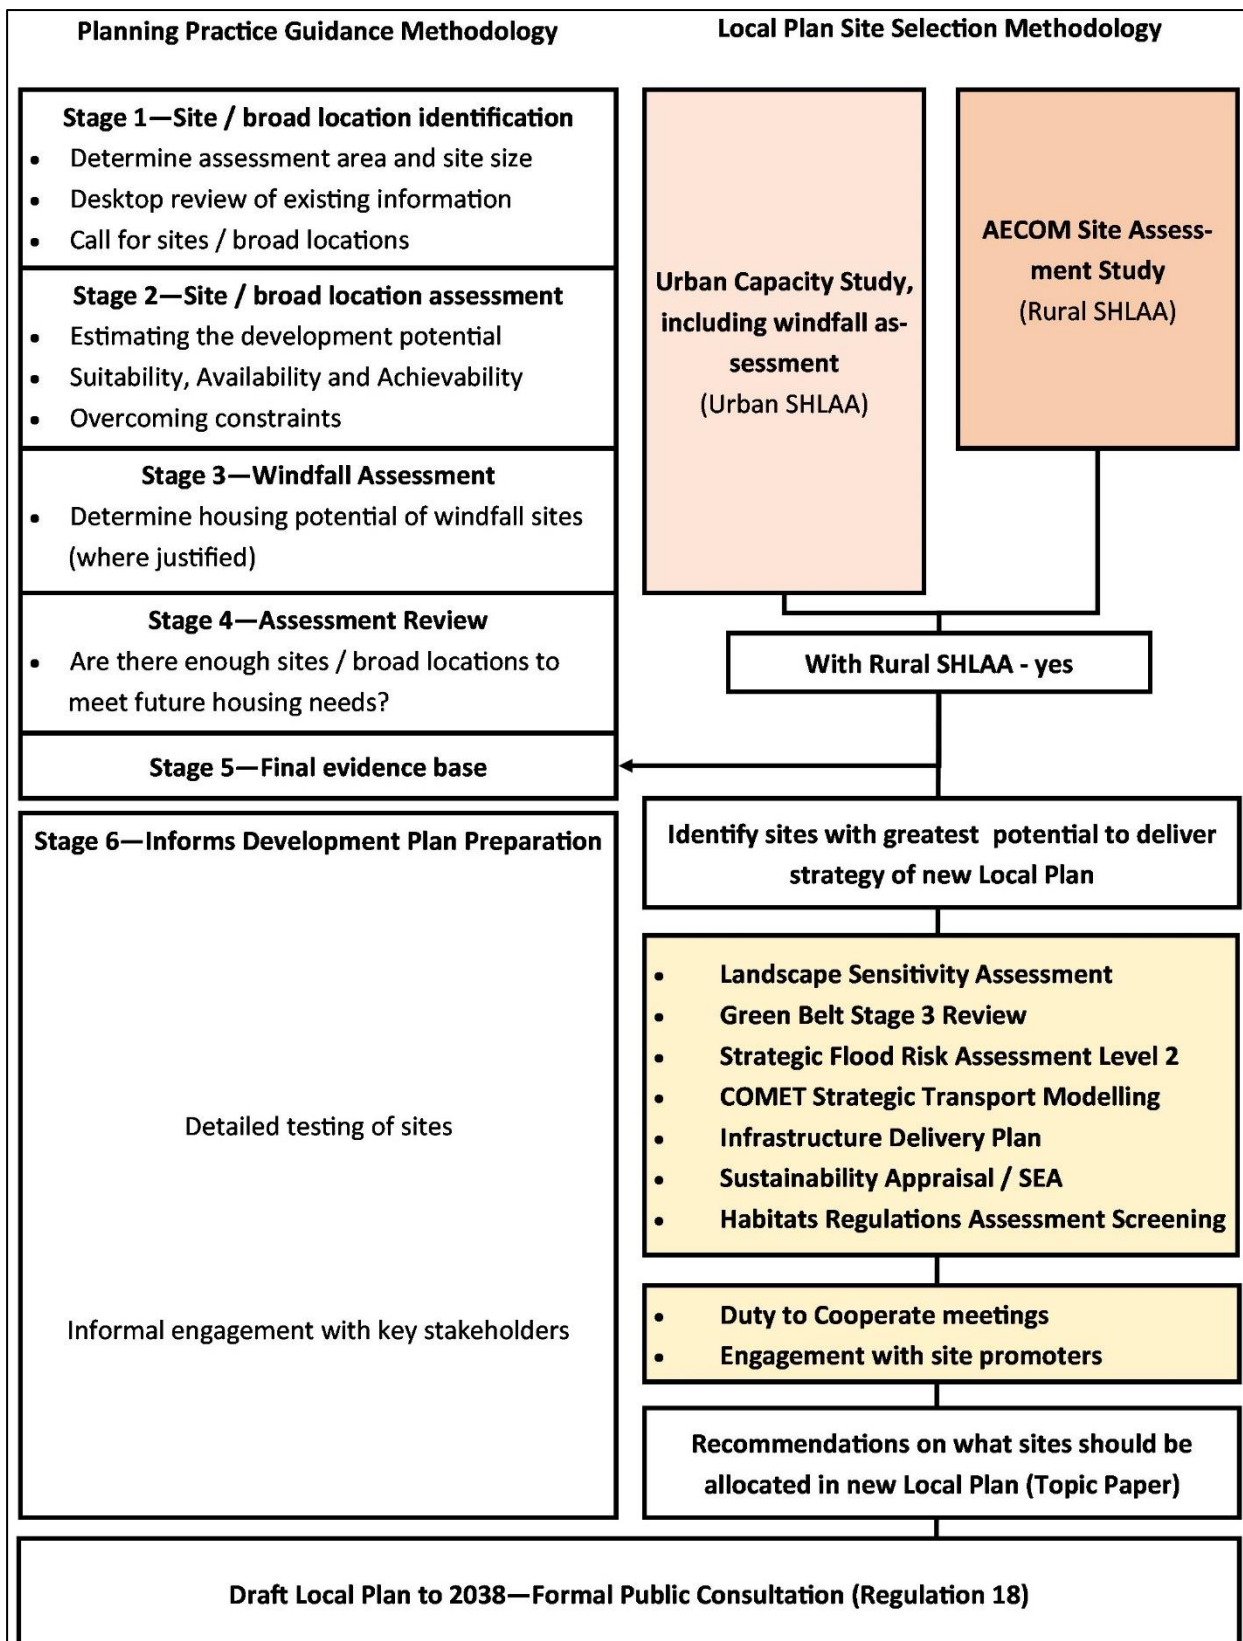 Planning Practice Guidance Methodology
Local Plan Site Selection Methodology
Stage 1—Site / broad location identification
• Determine assessment area and site size
• Desktop review of existing information
• Call for sites / broad locations
Stage 2—Site / broad location assessment
• Estimating the development potential
• Suitability, Availability and Achievability
• Overcoming constraints
Stage 3—Windfall Assessment
• Determine housing potential of windfall sites
(where justified)
Stage 4—Assessment Review
• Are there enough sites / broad locations to
meet future housing needs?
Stage 5—Final evidence base
Stage 6—Informs Development Plan Preparation
Detailed testing of sites
Informal engagement with key stakeholders
Urban Capacity Study,
including windfall as-
sessment
(Urban SHLAA)
AECOM Site Assess-
ment Study
(Rural SHLAA)
With Rural SHLAA - yes
Identify sites with greatest potential to deliver
strategy of new Local Plan
• Landscape Sensitivity Assessment
• Green Belt Stage 3 Review
• Strategic Flood Risk Assessment Level 2
• COMET Strategic Transport Modelling
• Infrastructure Delivery Plan
• Sustainability Appraisal / SEA
• Habitats Regulations Assessment Screening
• Duty to Cooperate meetings
• Engagement with site promoters
Recommendations on what sites should be
allocated in new Local Plan (Topic Paper)
Draft Local Plan to 2038—Formal Public Consultation (Regulation 18)